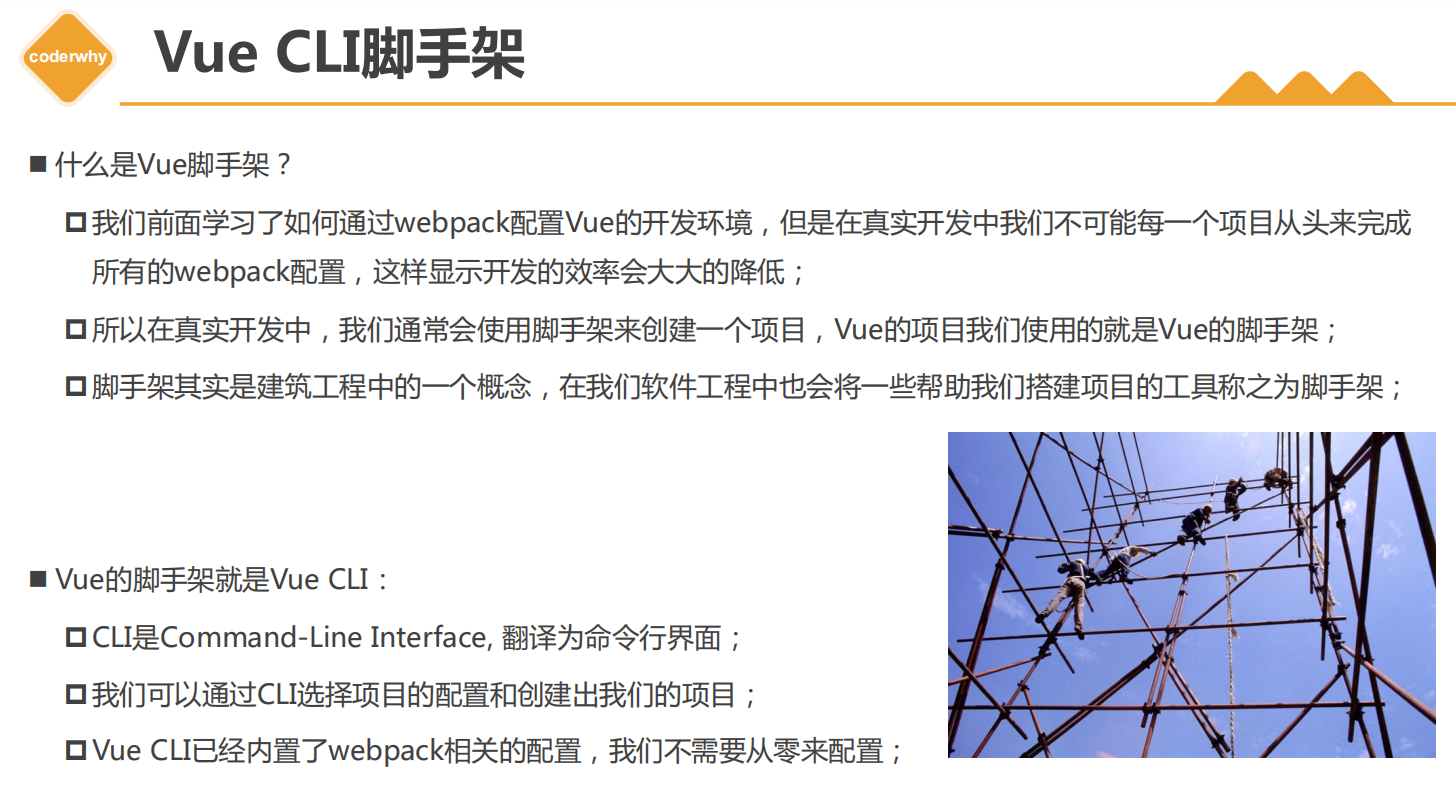 coderwhy
Vue CLI脚手架
什么是Vue脚手架？
我们前面学习了如何通过webpack配置Vue的开发环境，但是在真实开发中我们不可能每一个项目从头来完成
所有的webpack配置，这样显示开发的效率会大大的降低；
所以在真实开发中，我们通常会使用脚手架来创建一个项目，Vue的项目我们使用的就是Vue的脚手架；
脚手架其实是建筑工程中的一个概念，在我们软件工程中也会将一些帮助我们搭建项目的工具称之为脚手架；
Vue的脚手架就是Vue CLI：
CLI是Command-Line Interface, 翻译为命令行界面；
我们可以通过CLI选择项目的配置和创建出我们的项目；
Vue CLI已经内置了webpack相关的配置，我们不需要从零来配置；